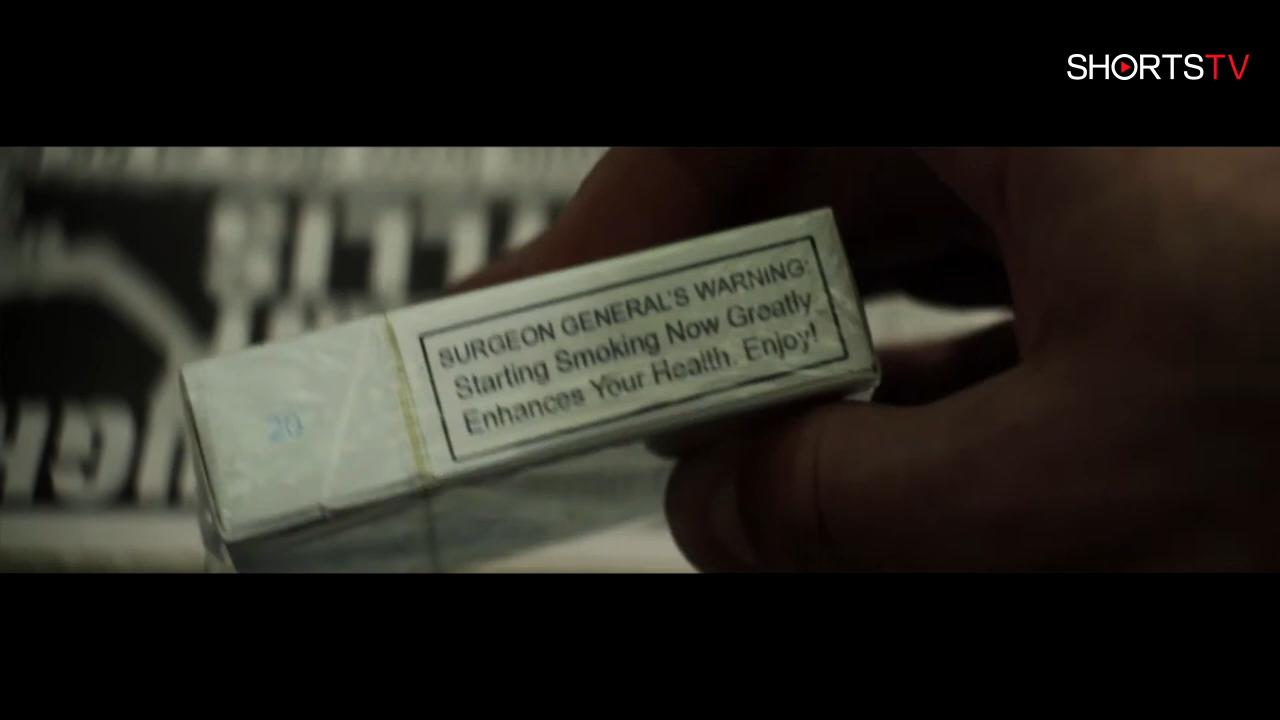 SHORTSTV
SURGEON GENERAL'S WARNING:
Starting Smoking Now Greatly
Enhances Your Health. Enjoy!
20